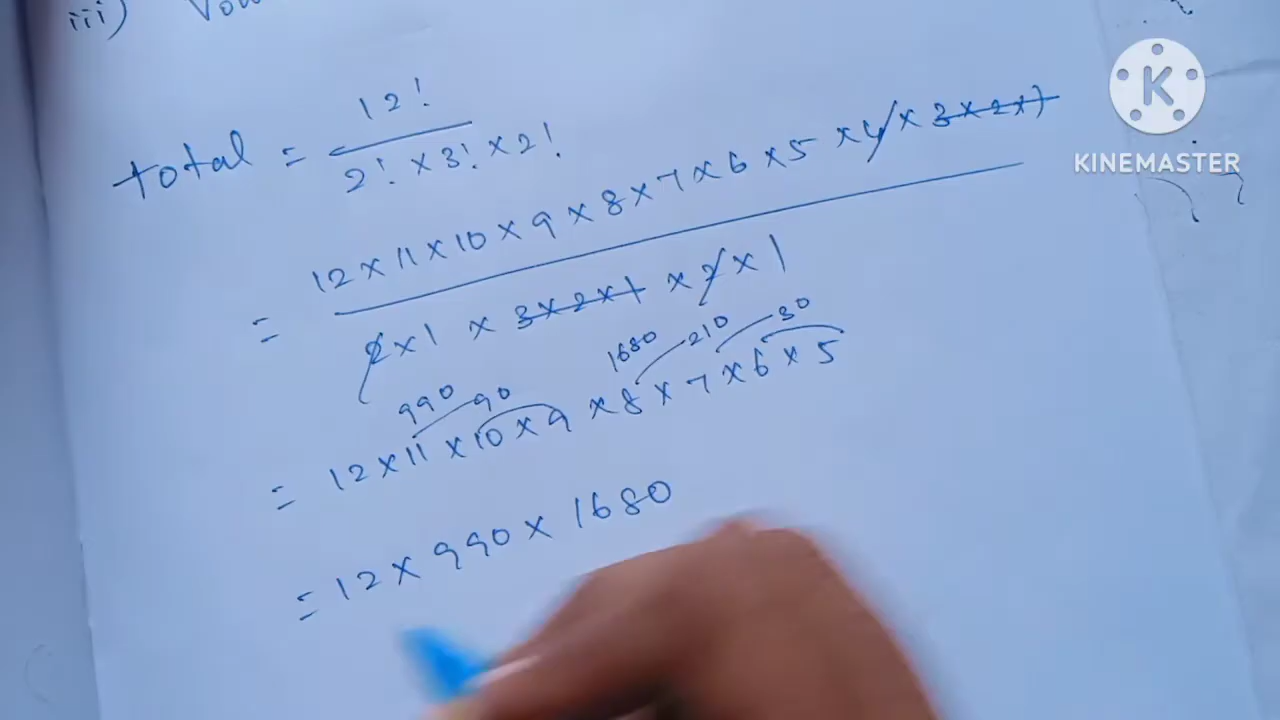 iii) Vow
total = 12! / 2! × 3! × 2!
= 12 × 11 × 10 × 9 × 8 × 7 × 6 × 5 × 4 × 3 × 2 × 1 / 2 × 1 × 3 × 2 × 1 × 2 × 1
990 90 1680 210 30
= 12 × 11 × 10 × 9 × 8 × 7 × 6 × 5
= 12 × 990 × 1680
K
KINEMASTER